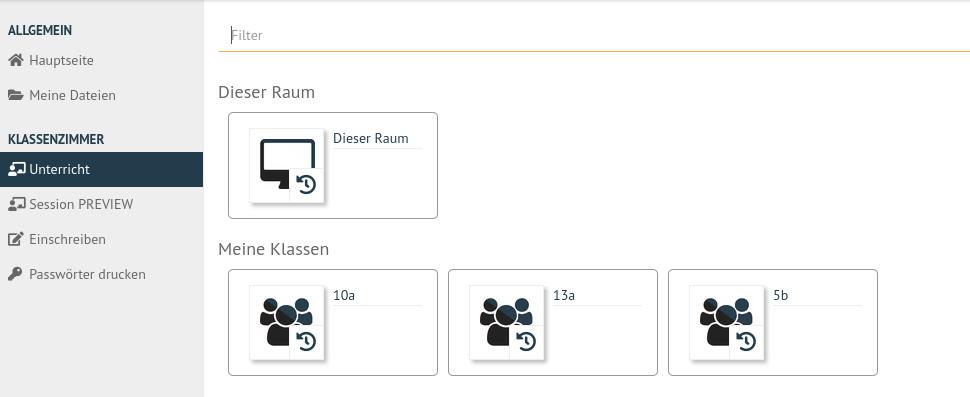 ALLGEMEIN
Hauptseite
Meine Dateien
KLASSENZIMMER
Unterricht
Session PREVIEW
Einschreiben
Passwörter drucken
Filter
Dieser Raum
Dieser Raum
Meine Klassen
10a
13a
5b